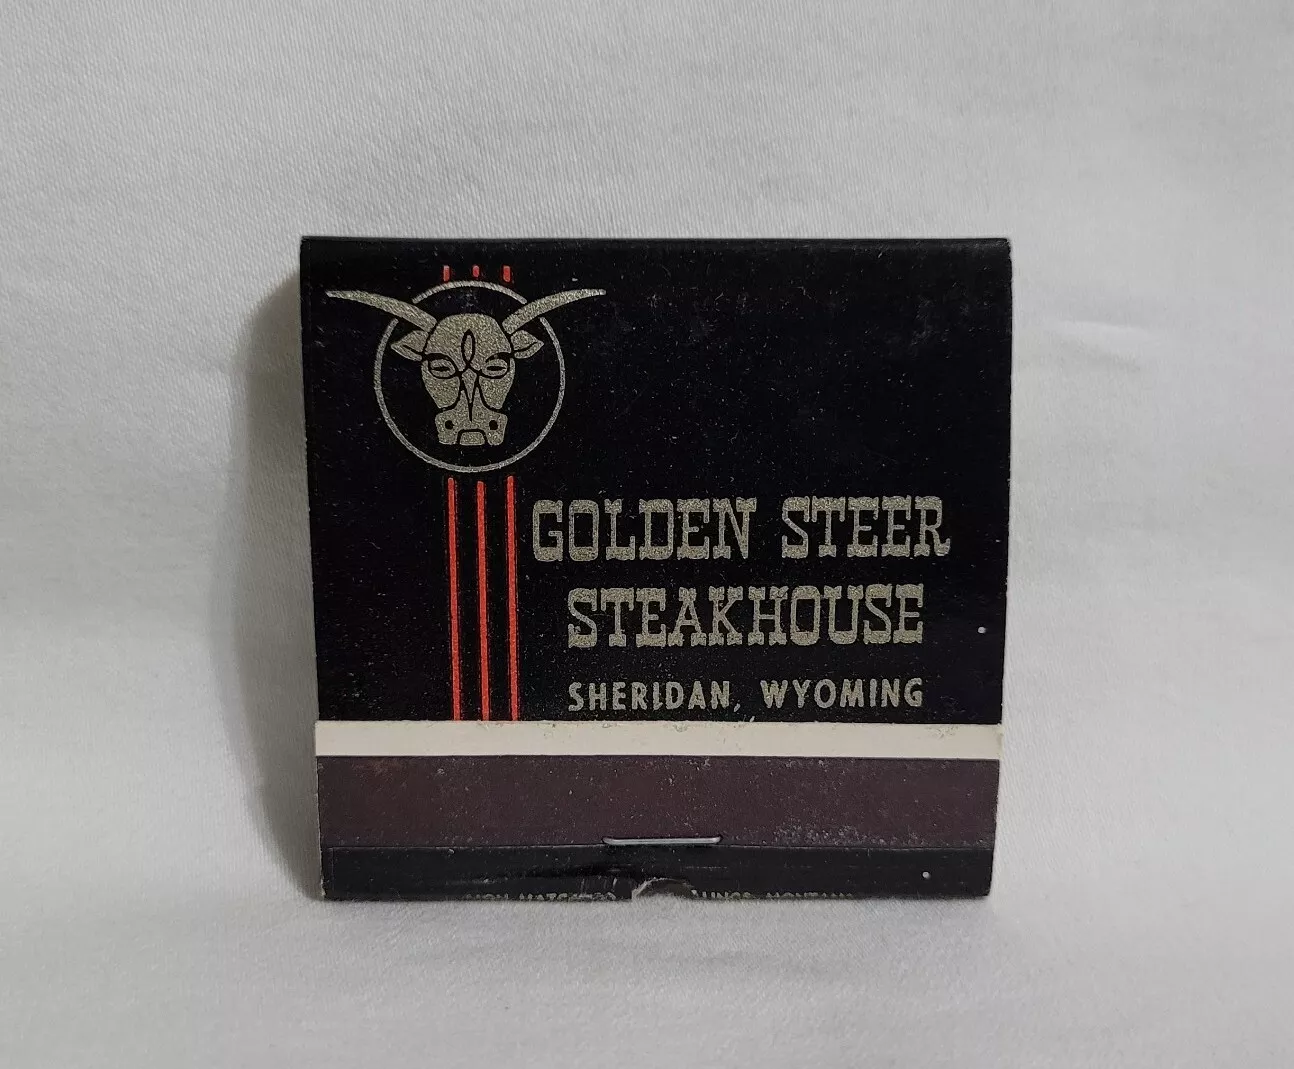 GOLDEN STEER
STEAKHOUSE
SHERIDAN, WYOMING